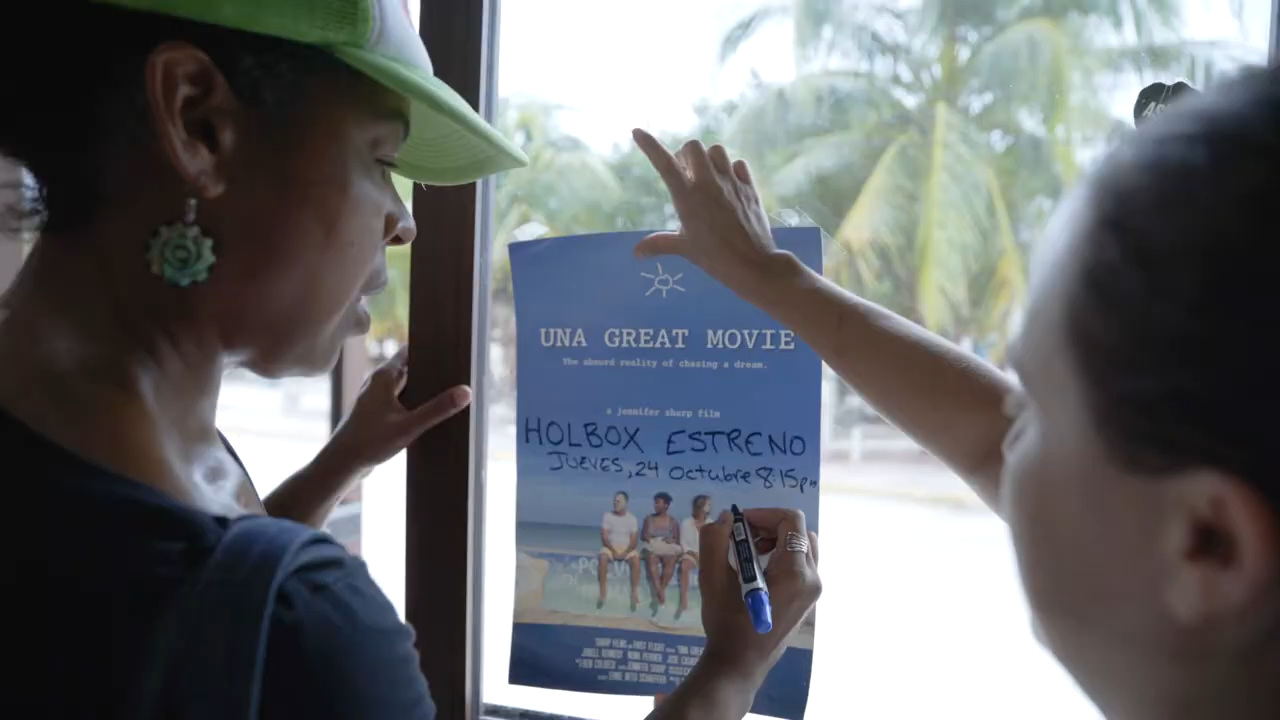 UNA GREAT MOVIE
The absurd reality of chasing a dream.
a jennifer sharp film
HOLBOX ESTRENO
JUEVES, 24 Octubre 8:15pm